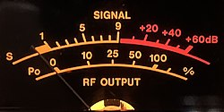 SIGNAL
S 1 5 9 +20 +40 +60dB
Po 0 10 25 50 100 %
RF OUTPUT